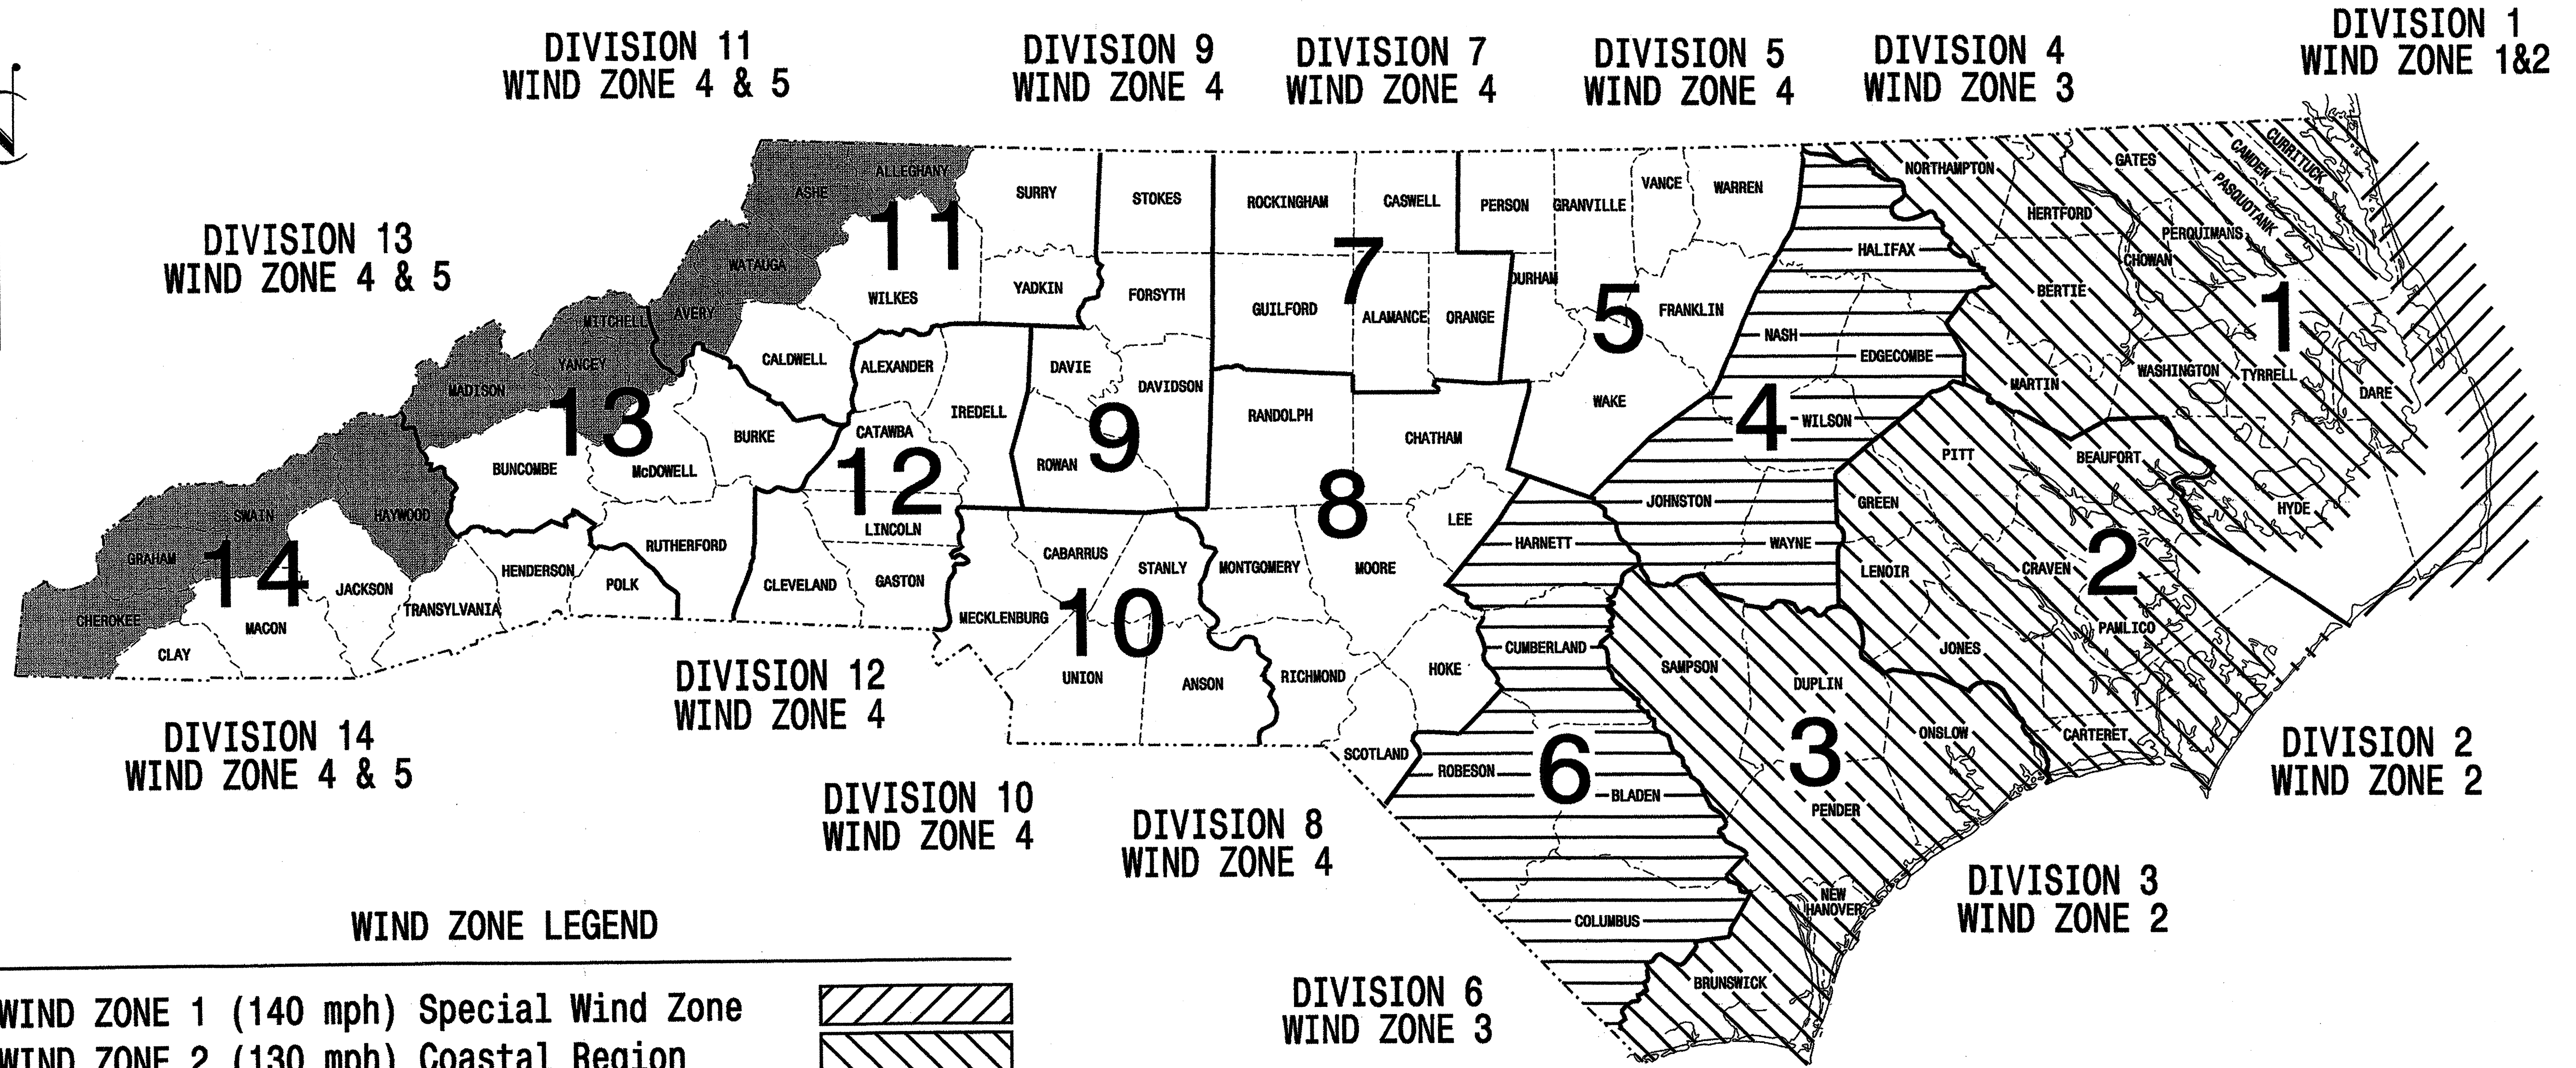 DIVISION 1
WIND ZONE 1&2
DIVISION 11
WIND ZONE 4 & 5
DIVISION 9
WIND ZONE 4
DIVISION 7
WIND ZONE 4
DIVISION 5
WIND ZONE 4
DIVISION 4
WIND ZONE 3
DIVISION 13
WIND ZONE 4 & 5
N
ALLEGHANY
ASHE
SURRY
STOKES
ROCKINGHAM
CASWELL
PERSON
GRANVILLE
VANCE
WARREN
NORTHAMPTON
GATES
CAMDEN
CURRITUCK
PASQUOTANK
HERTFORD
PERQUIMANS
CHOWAN
HALIFAX
BERTIE
11
7
5
1
WATAUGA
WILKES
YADKIN
FORSYTH
GUILFORD
ALAMANCE
ORANGE
DURHAM
FRANKLIN
NASH
EDGECOMBE
MARTIN
WASHINGTON
TYRRELL
DARE
MITCHELL
AVERY
YANCEY
MADISON
CALDWELL
ALEXANDER
IREDELL
DAVIE
DAVIDSON
RANDOLPH
CHATHAM
WAKE
WILSON
PITT
BEAUFORT
HYDE
13
12
9
8
4
2
BUNCOMBE
McDOWELL
BURKE
CATAWBA
ROWAN
LINCOLN
LEE
JOHNSTON
GREEN
SWAIN
HAYWOOD
GRAHAM
14
JACKSON
HENDERSON
RUTHERFORD
POLK
CLEVELAND
GASTON
CABARRUS
STANLY
MONTGOMERY
MOORE
HARNETT
WAYNE
LENOIR
CRAVEN
CHEROKEE
MACON
CLAY
TRANSYLVANIA
MECKLENBURG
10
UNION
ANSON
RICHMOND
HOKE
CUMBERLAND
SAMPSON
DUPLIN
JONES
PAMLICO
SCOTLAND
ROBESON
6
BLADEN
3
ONSLOW
CARTERET
PENDER
COLUMBUS
NEW
HANOVER
BRUNSWICK
DIVISION 12
WIND ZONE 4
DIVISION 14
WIND ZONE 4 & 5
DIVISION 10
WIND ZONE 4
DIVISION 8
WIND ZONE 4
DIVISION 2
WIND ZONE 2
DIVISION 3
WIND ZONE 2
DIVISION 6
WIND ZONE 3
WIND ZONE LEGEND
WIND ZONE 1 (140 mph) Special Wind Zone
WIND ZONE 2 (130 mph) Coastal Region